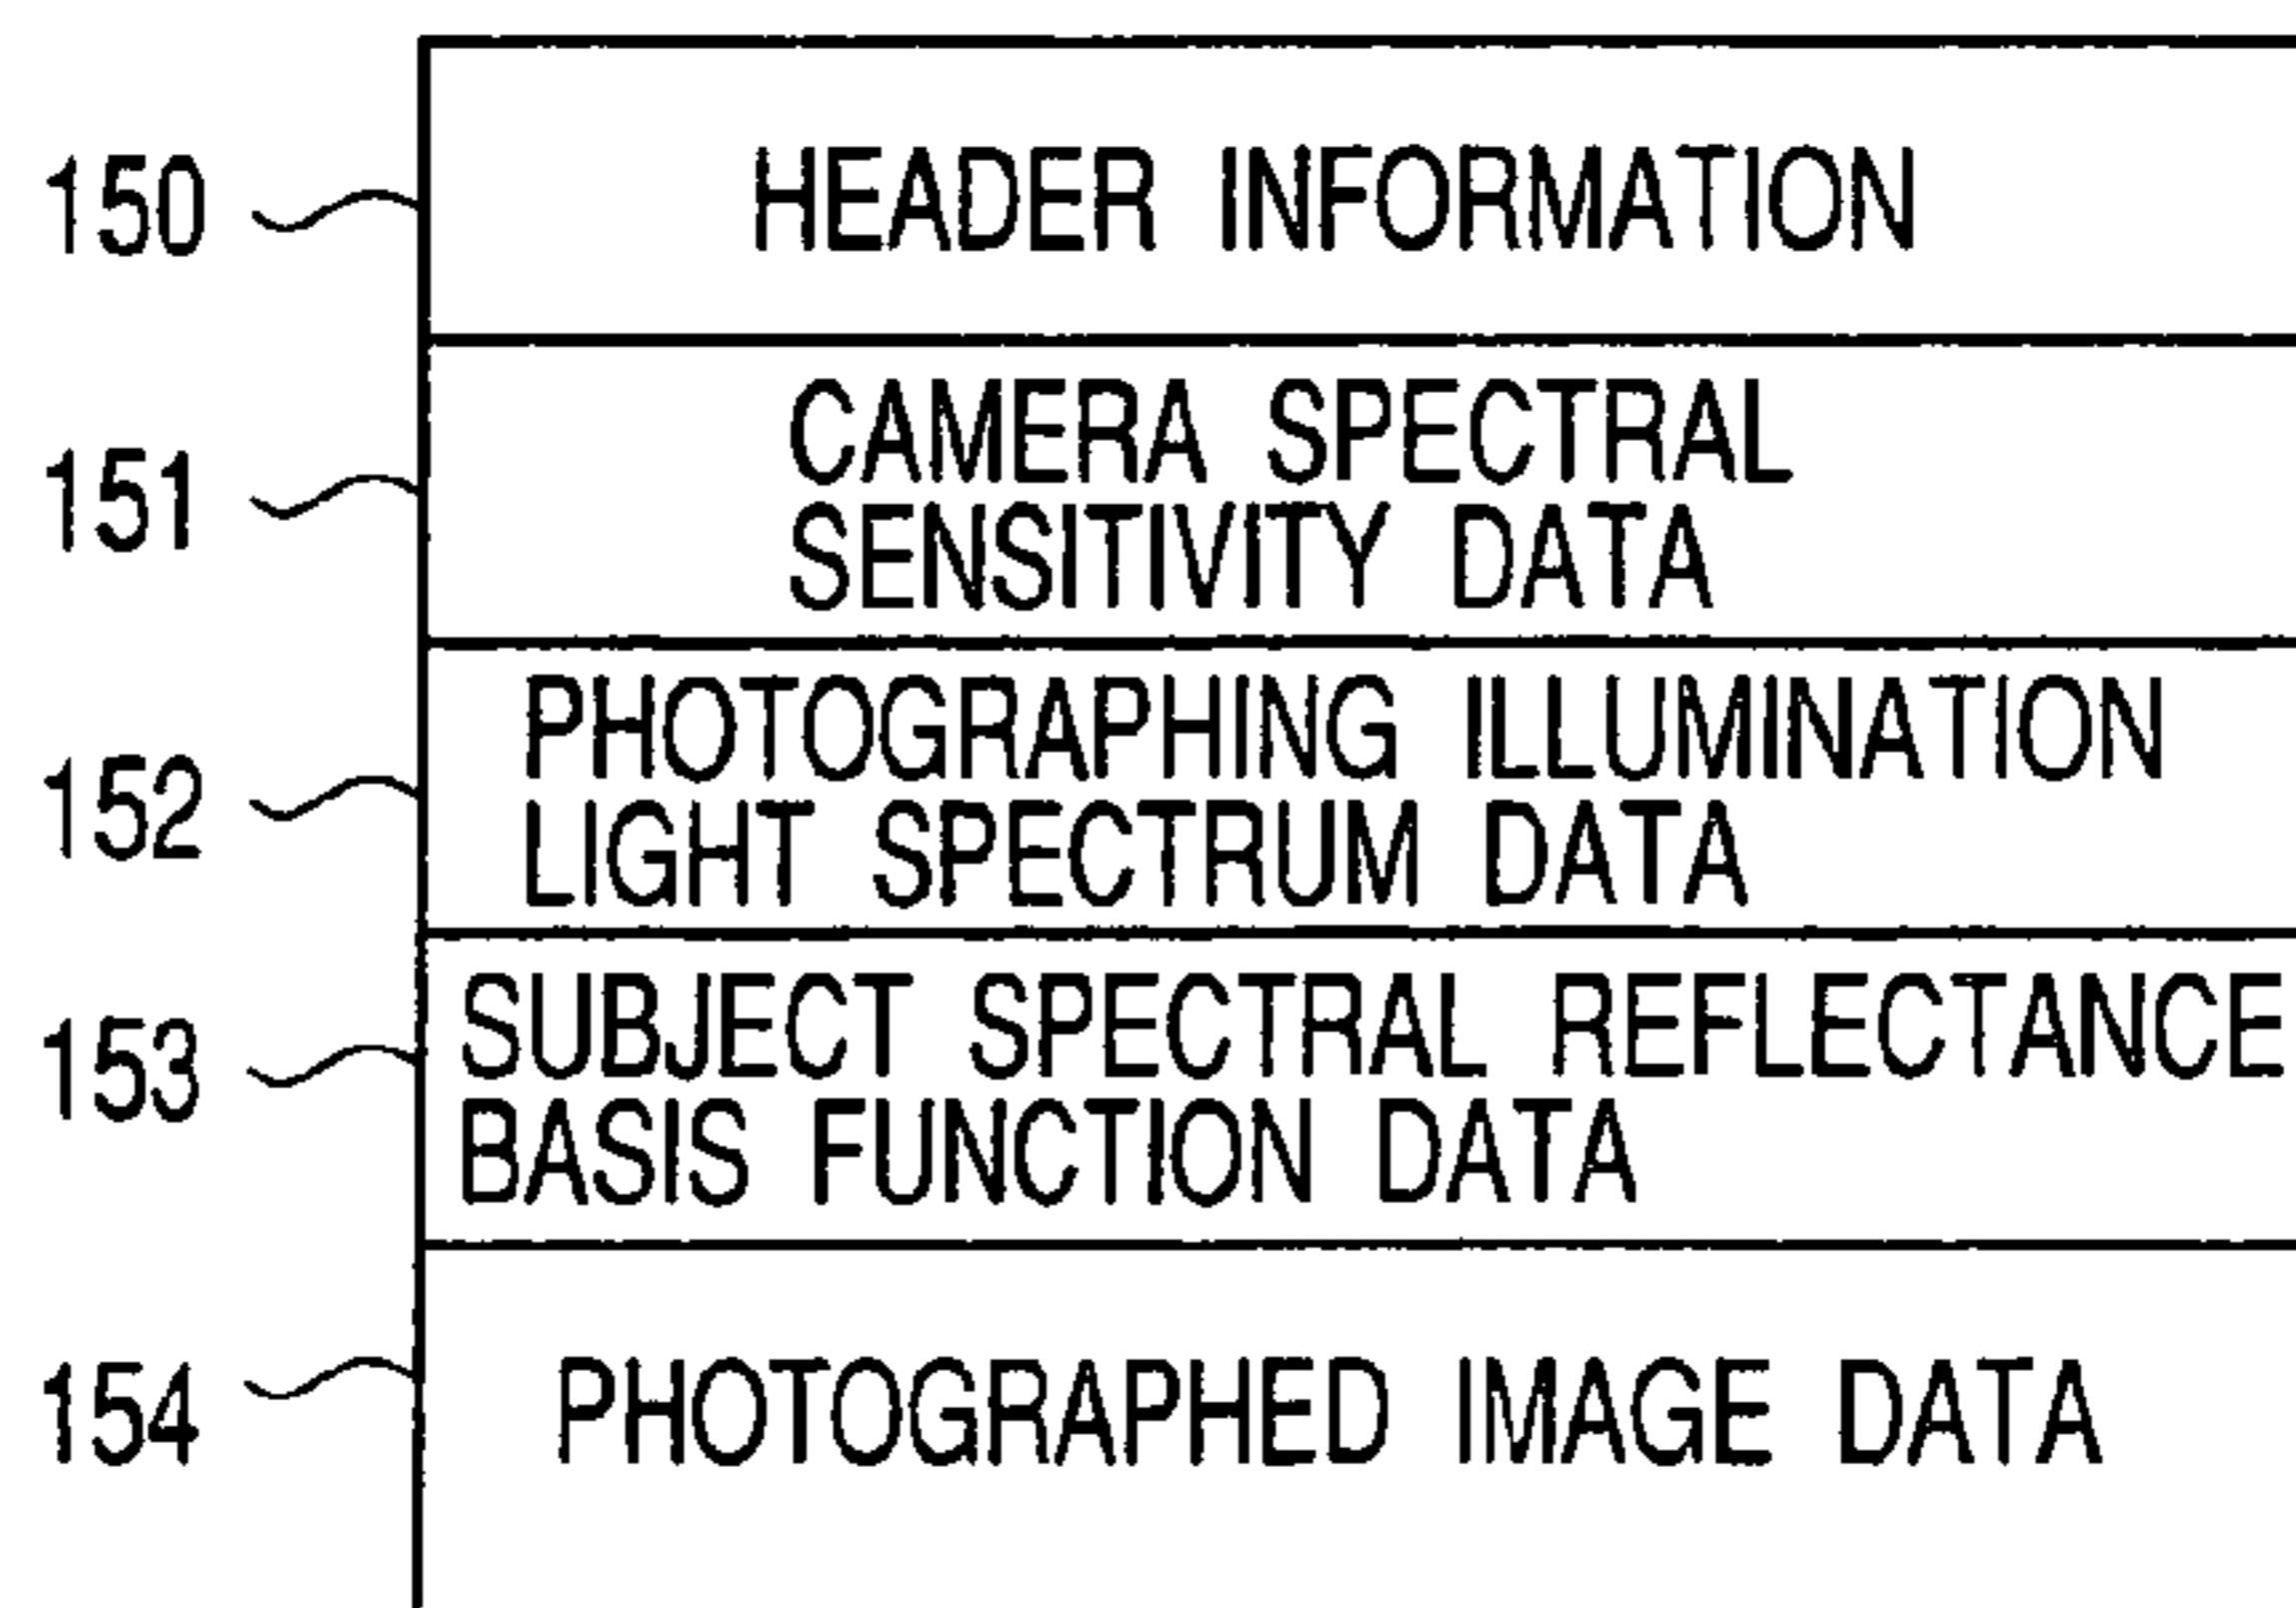 150
HEADER INFORMATION
151
CAMERA SPECTRAL
SENSITIVITY DATA
152
PHOTOGRAPHING ILLUMINATION
LIGHT SPECTRUM DATA
153
SUBJECT SPECTRAL REFLECTANCE
BASIS FUNCTION DATA
154
PHOTOGRAPHED IMAGE DATA